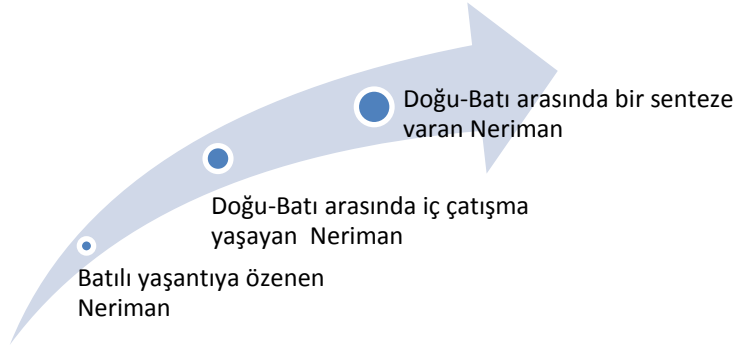 Doğu-Batı arasında bir senteze
varan Neriman
Doğu-Batı arasında iç çatışma
yaşayan Neriman
Batılı yaşantıya özenen
Neriman